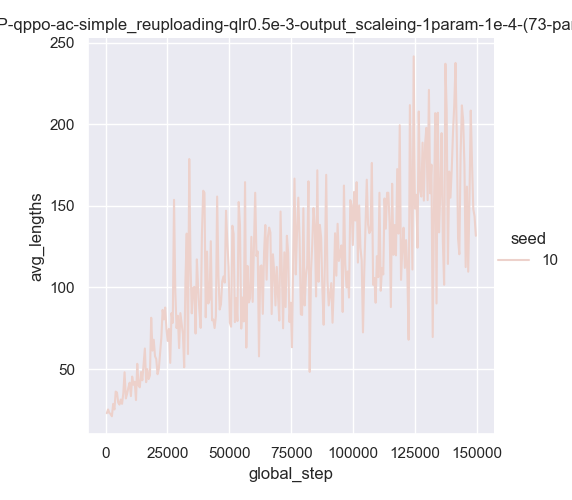 P-qppo-ac-simple_reuploading-qlr0.5e-3-output_scaleing-1param-1e-4-(73-par
250
200
150
100
50
avg_lengths
seed
10
0 25000 50000 75000 100000 125000 150000
global_step